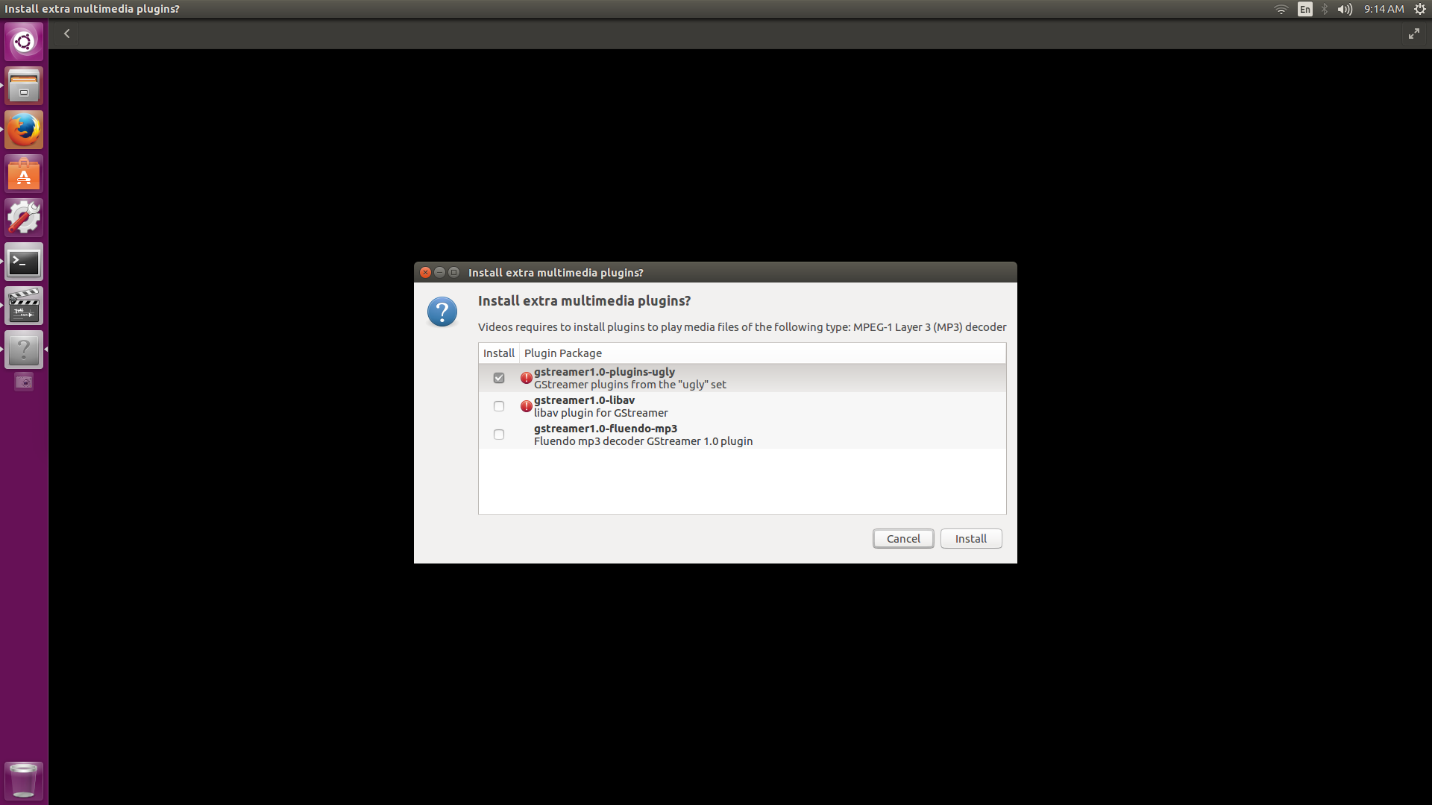 Install extra multimedia plugins?
En
9:14 AM
Install extra multimedia plugins?
Install extra multimedia plugins?
Videos requires to install plugins to play media files of the following type: MPEG-1 Layer 3 (MP3) decoder
Install Plugin Package
gstreamer1.0-plugins-ugly
GStreamer plugins from the "ugly" set
gstreamer1.0-libav
libav plugin for GStreamer
gstreamer1.0-fluendo-mp3
Fluendo mp3 decoder GStreamer 1.0 plugin
Cancel Install